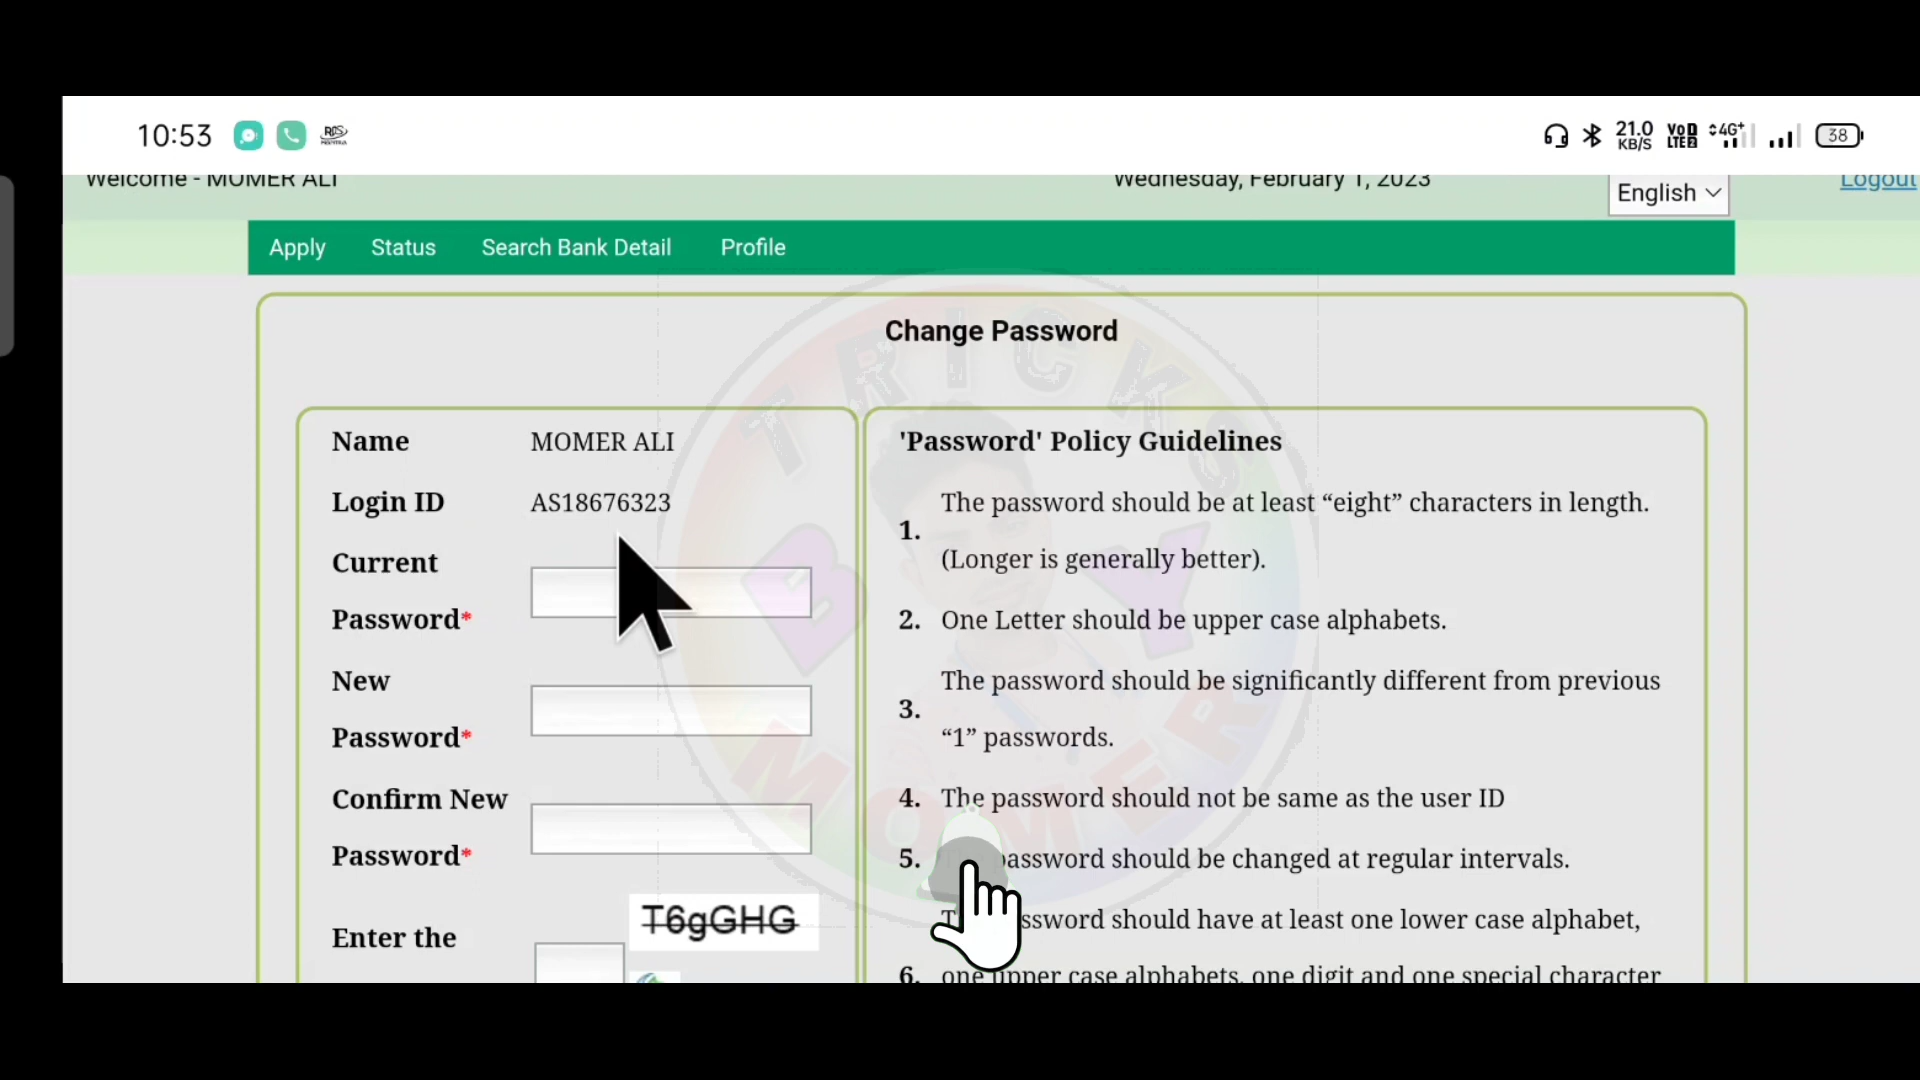 10:53
21.0
KB/S
4G+
38
Welcome - MOMER ALI
Wednesday, February 1, 2023
English
Logout
Apply
Status
Search Bank Detail
Profile
Change Password
Name
MOMER ALI
Login ID
AS18676323
Current
Password*
New
Password*
Confirm New
Password*
T6gGHG
Enter the
'Password' Policy Guidelines
The password should be at least “eight” characters in length.
1.
(Longer is generally better).
2. One Letter should be upper case alphabets.
The password should be significantly different from previous
3.
“1” passwords.
4. The password should not be same as the user ID
5. password should be changed at regular intervals.
should have at least one lower case alphabet,
6. one upper case alphabets, one digit and one special character
TRICKS
BY
MOMER